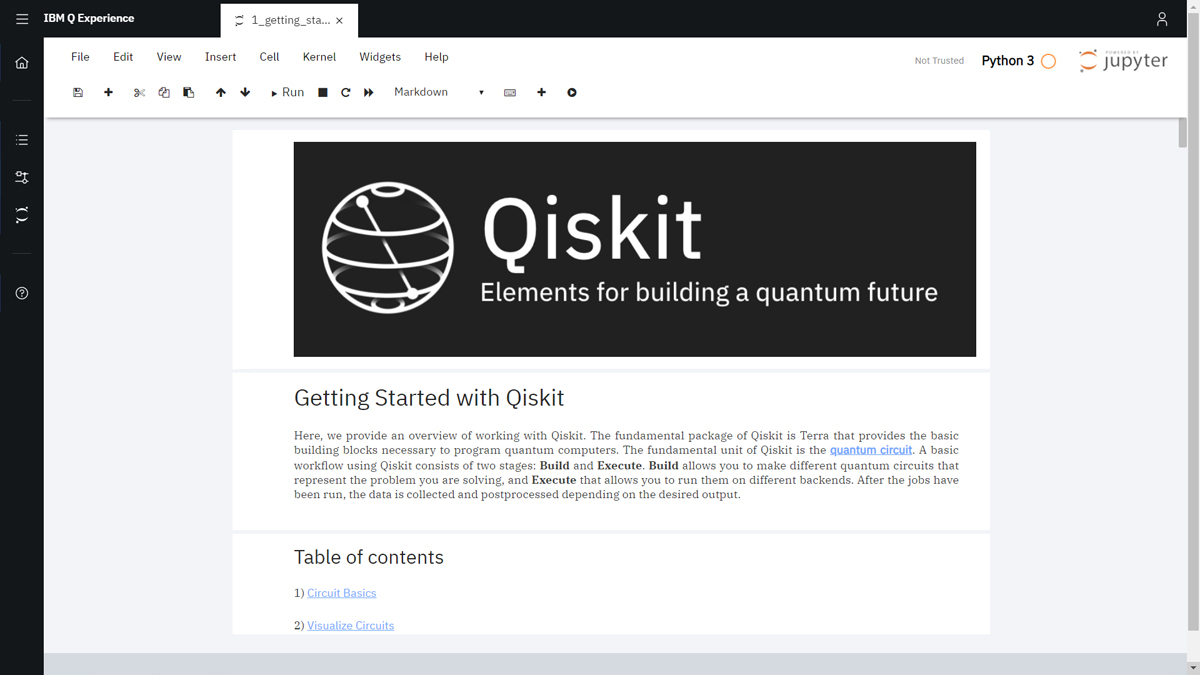 IBM Q Experience
1_getting_sta... ×
File Edit View Insert Cell Kernel Widgets Help
Not Trusted
Python 3
POWERED BY
jupyter
Run
Markdown
Qiskit
Elements for building a quantum future
Getting Started with Qiskit
Here, we provide an overview of working with Qiskit. The fundamental package of Qiskit is Terra that provides the basic
building blocks necessary to program quantum computers. The fundamental unit of Qiskit is the quantum circuit. A basic
workflow using Qiskit consists of two stages: Build and Execute. Build allows you to make different quantum circuits that
represent the problem you are solving, and Execute that allows you to run them on different backends. After the jobs have
been run, the data is collected and postprocessed depending on the desired output.
Table of contents
1) Circuit Basics
2) Visualize Circuits